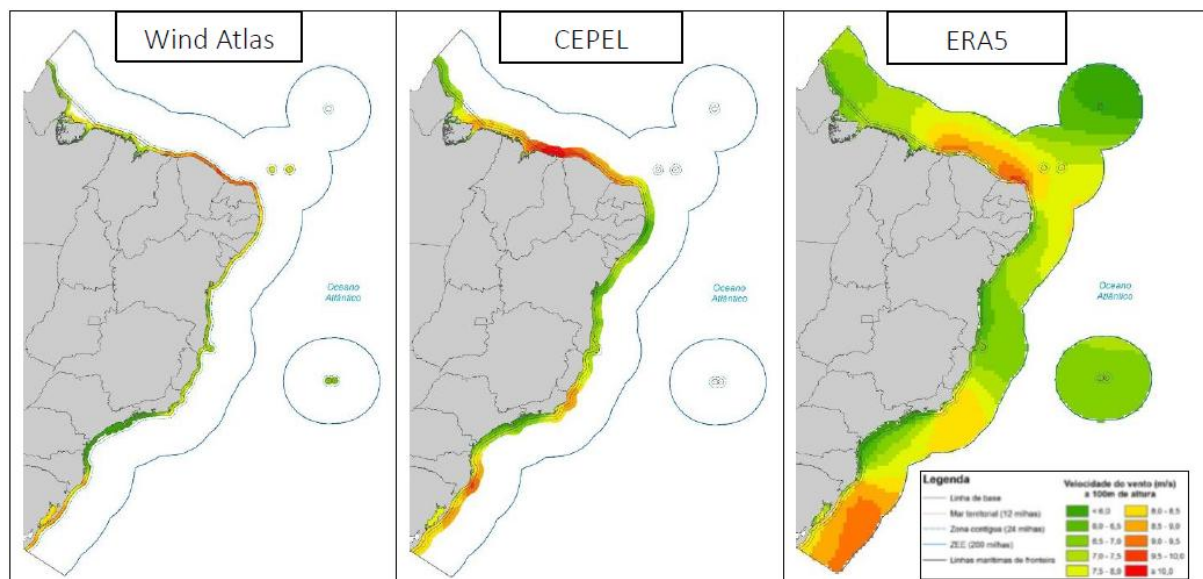 Wind Atlas
CEPEL
ERA5
Oceano
Atlântico
Oceano
Atlântico
Oceano
Atlântico
Legenda
Linha de base
Mar territorial (12 milhas)
Zona contígua (24 milhas)
ZEE (200 milhas)
Linhas marítimas de fronteira
Velocidade do vento (m/s)
a 100m de altura
< 6,0
6,0 - 6,5
6,5 - 7,0
7,0 - 7,5
7,5 - 8,0
8,0 - 8,5
8,5 - 9,0
9,0 - 9,5
9,5 - 10,0
≥ 10,0